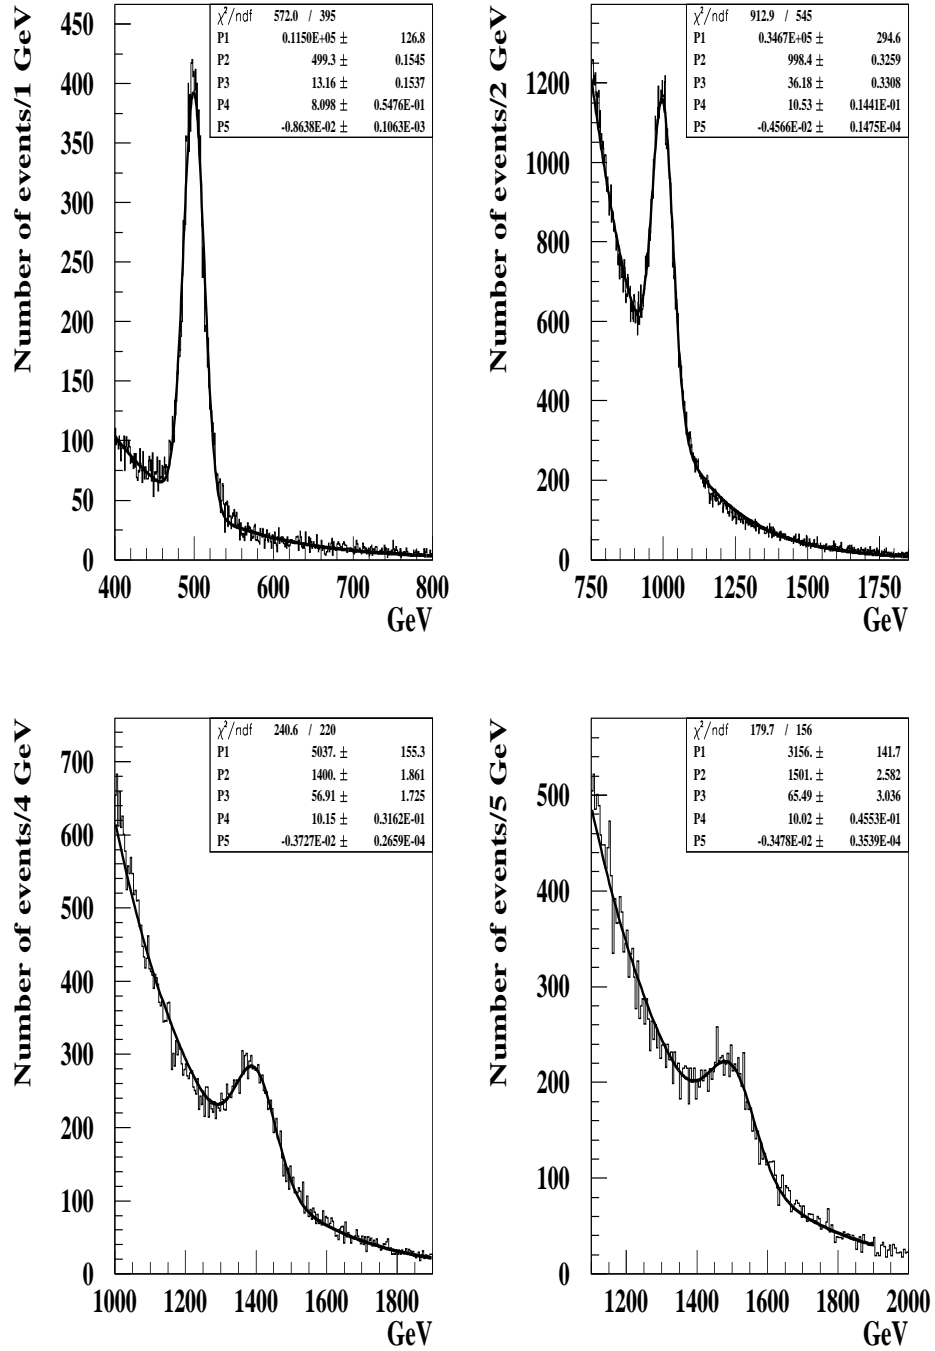 χ²/ndf 572.0 / 395
P1 0.1150E+05 ± 126.8
P2 499.3 ± 0.1545
P3 13.16 ± 0.1537
P4 8.098 ± 0.5476E-01
P5 -0.8638E-02 ± 0.1063E-03
Number of events/1 GeV
450
400
350
300
250
200
150
100
50
0
400 500 600 700 800
GeV
χ²/ndf 912.9 / 545
P1 0.3467E+05 ± 294.6
P2 998.4 ± 0.3259
P3 36.18 ± 0.3308
P4 10.53 ± 0.1441E-01
P5 -0.4566E-02 ± 0.1475E-04
Number of events/2 GeV
1200
1000
800
600
400
200
0
750 1000 1250 1500 1750
GeV
χ²/ndf 240.6 / 220
P1 5037. ± 155.3
P2 1400. ± 1.861
P3 56.91 ± 1.725
P4 10.15 ± 0.3162E-01
P5 -0.3727E-02 ± 0.2659E-04
Number of events/4 GeV
700
600
500
400
300
200
100
0
1000 1200 1400 1600 1800
GeV
χ²/ndf 179.7 / 156
P1 3156. ± 141.7
P2 1501. ± 2.582
P3 65.49 ± 3.036
P4 10.02 ± 0.4553E-01
P5 -0.3478E-02 ± 0.3539E-04
Number of events/5 GeV
500
400
300
200
100
0
1200 1400 1600 1800 2000
GeV